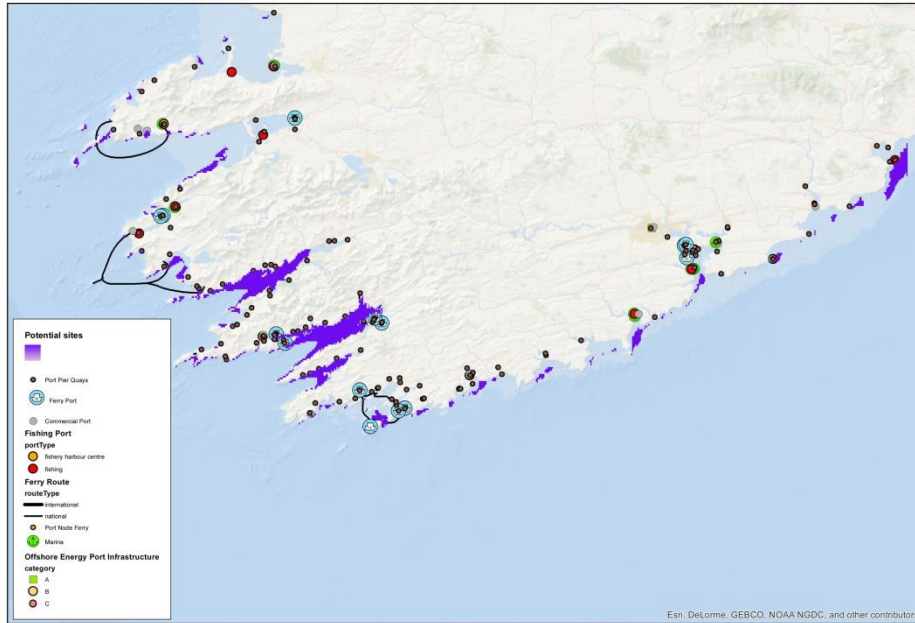 Potential sites
Port Pier Quays
Ferry Port
Commercial Port
Fishing Port
portType
fishery harbour centre
fishing
Ferry Route
routeType
international
national
Port Node Ferry
Marina
Offshore Energy Port Infrastructure
category
A
B
C
Esri, DeLorme, GEBCO, NOAA NGDC, and other contributors